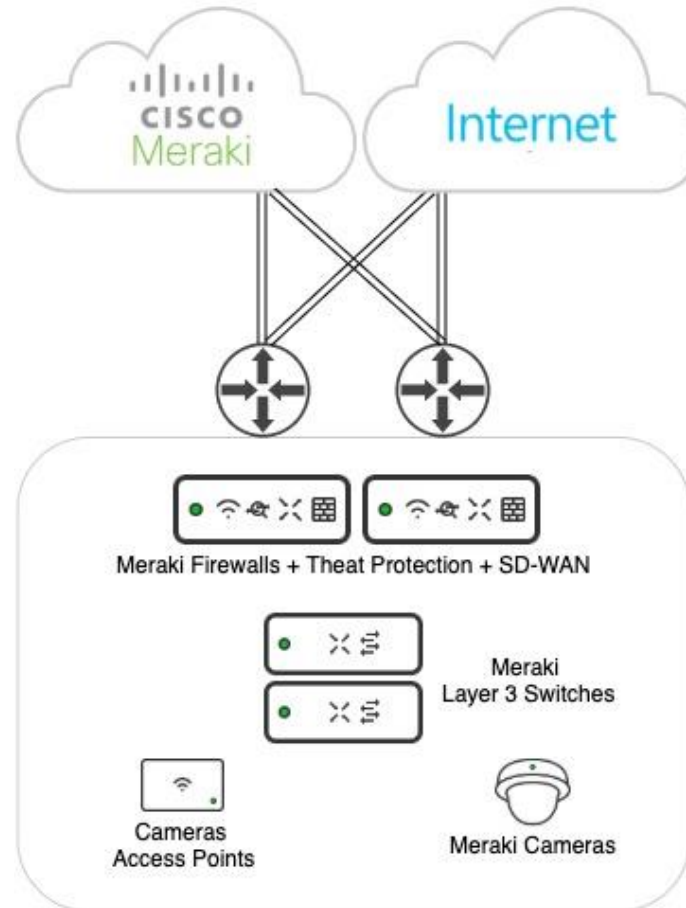 CISCO
Meraki
Internet
Meraki Firewalls + Theat Protection + SD-WAN
Meraki
Layer 3 Switches
Cameras
Access Points
Meraki Cameras